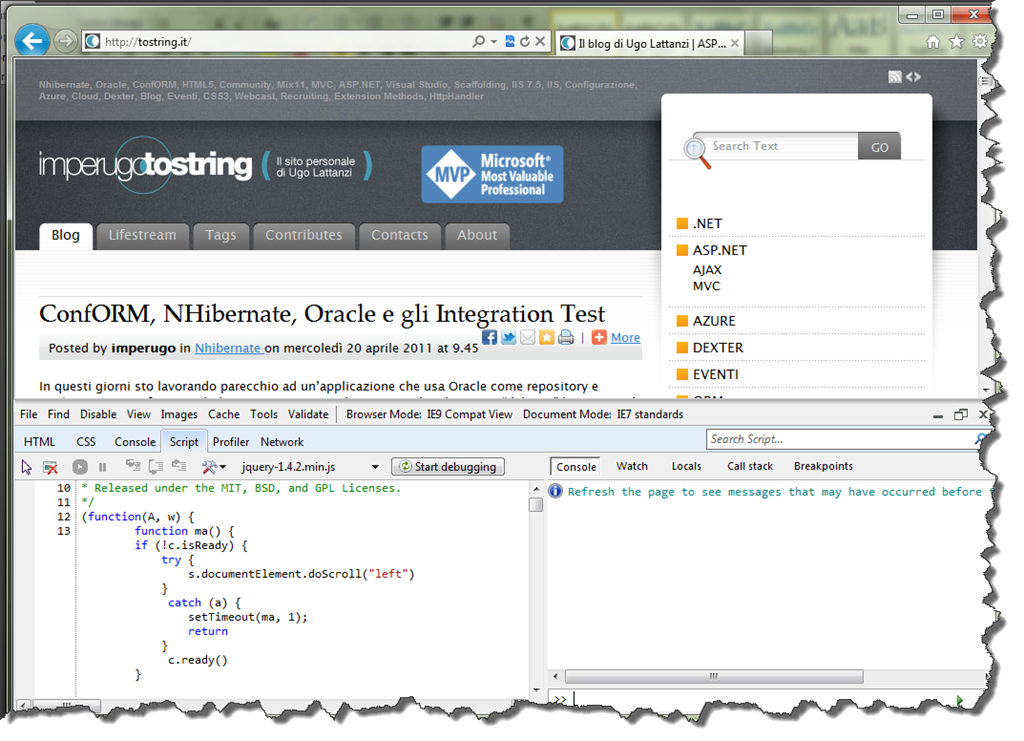 http://tostring.it/
Il blog di Ugo Lattanzi | ASP...
Nhibernate, Oracle, ConfORM, HTML5, Community, Mix11, MVC, ASP.NET, Visual Studio, Scaffolding, IIS 7.5, IIS, Configurazione,
Azure, Cloud, Dexter, Blog, Eventi, CSS3, Webcast, Recruiting, Extension Methods, HttpHandler
imperugotostring ( Il sito personale
di Ugo Lattanzi )
MVP
Microsoft®
Most Valuable
Professional
Search Text
GO
Blog
Lifestream
Tags
Contributes
Contacts
About
.NET
ASP.NET
AJAX
MVC
AZURE
DEXTER
EVENTI
ConfORM, NHibernate, Oracle e gli Integration Test
Posted by imperugo in Nhibernate on mercoledì 20 aprile 2011 at 9.45
| More
In questi giorni sto lavorando parecchio ad un'applicazione che usa Oracle come repository e
File Find Disable View Images Cache Tools Validate | Browser Mode: IE9 Compat View Document Mode: IE7 standards
HTML CSS Console Script Profiler Network
Search Script...
jquery-1.4.2.min.js
Start debugging
Console Watch Locals Call stack Breakpoints
10 * Released under the MIT, BSD, and GPL Licenses.
11 */
12 (function(A, w) {
13 function ma() {
if (!c.isReady) {
try {
s.documentElement.doScroll("left")
}
catch (a) {
setTimeout(ma, 1);
return
}
c.ready()
}
Refresh the page to see messages that may have occurred before
>>